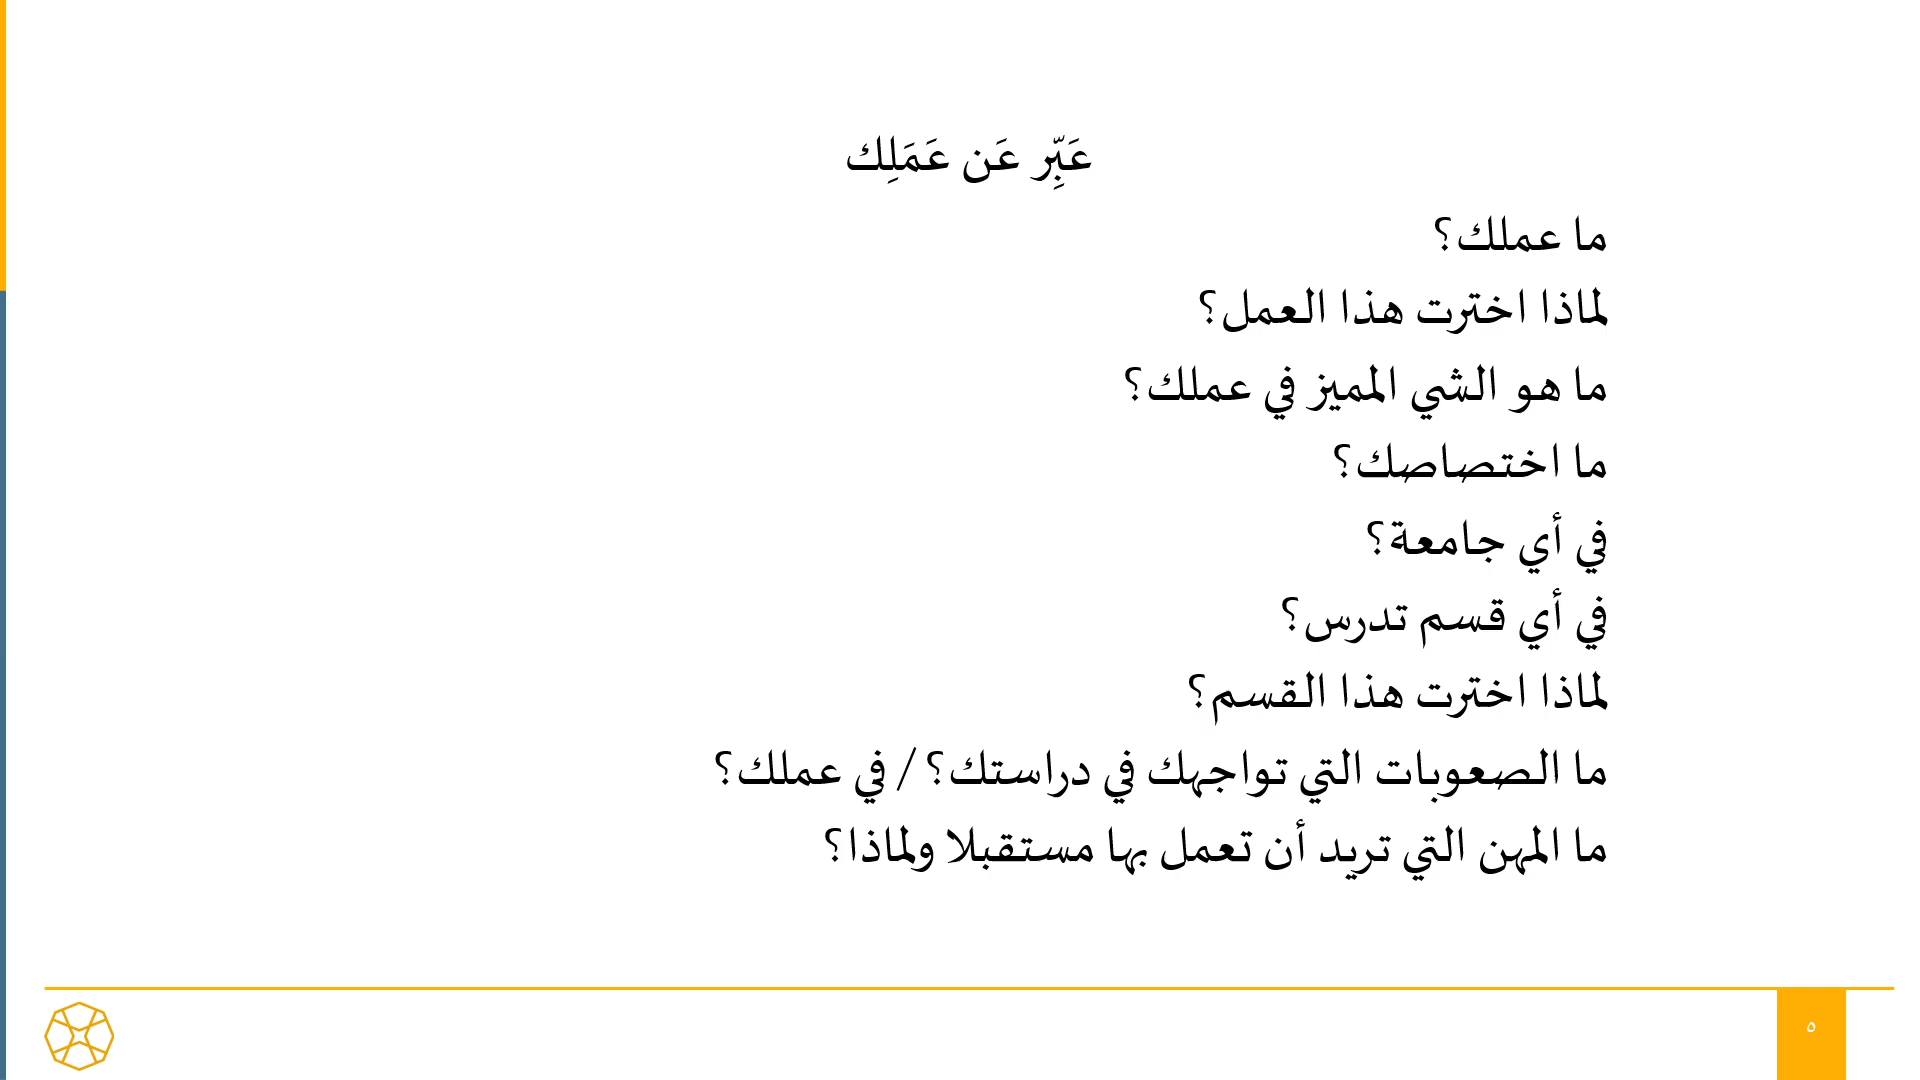 عَبِّر عَن عَمَلِك
ما عملك؟
لماذا اخترت هذا العمل؟
ما هو الشي المميز في عملك؟
ما اختصاصك؟
في أي جامعة؟
في أي قسم تدرس؟
لماذا اخترت هذا القسم؟
ما الصعوبات التي تواجهك في دراستك؟ / في عملك؟
ما المهن التي تريد أن تعمل بها مستقبلا ولماذا؟
٥